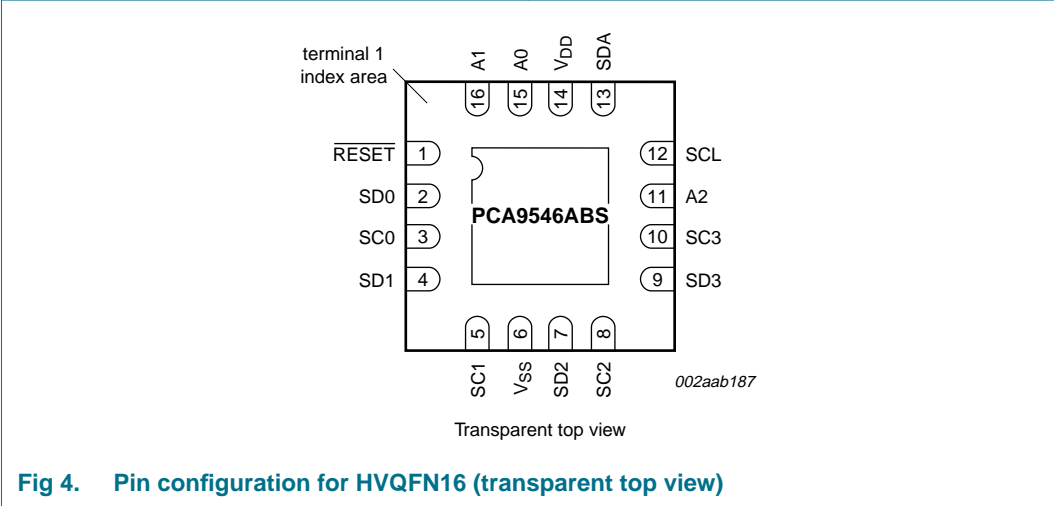 terminal 1
index area
A1
A0
VDD
SDA
16
15
14
13
RESET 1
12 SCL
SD0 2
11 A2
PCA9546ABS
SC0 3
10 SC3
SD1 4
9 SD3
5
6
7
8
SC1
VSS
SD2
SC2
002aab187
Transparent top view
Fig 4. Pin configuration for HVQFN16 (transparent top view)